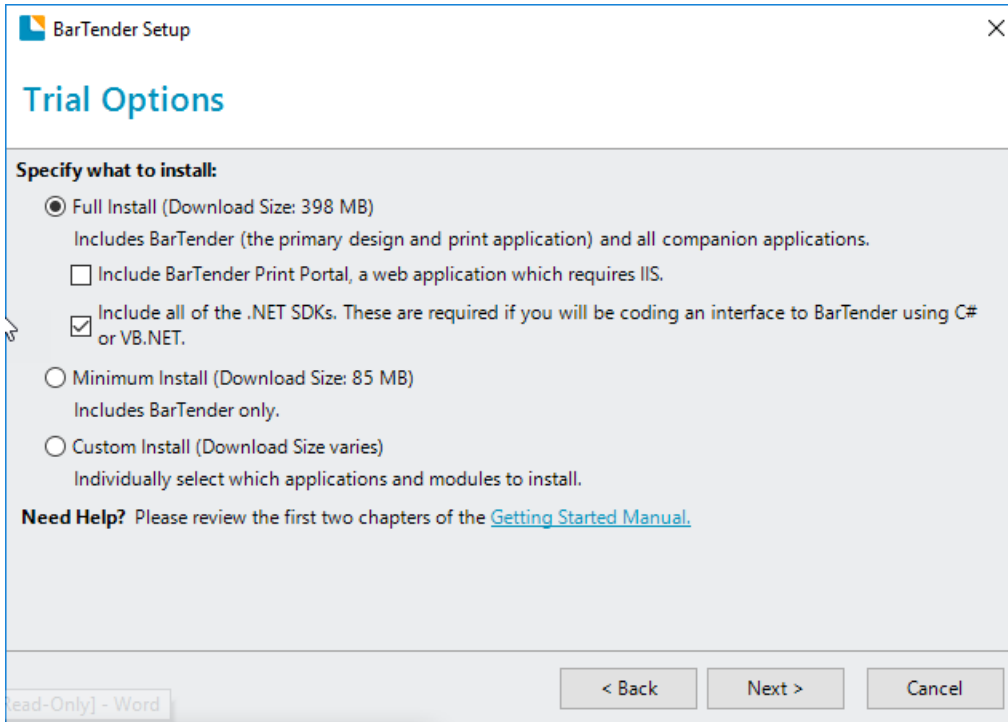 BarTender Setup
Trial Options
Specify what to install:
Full Install (Download Size: 398 MB)
Includes BarTender (the primary design and print application) and all companion applications.
Include BarTender Print Portal, a web application which requires IIS.
Include all of the .NET SDKs. These are required if you will be coding an interface to BarTender using C#
or VB.NET.
Minimum Install (Download Size: 85 MB)
Includes BarTender only.
Custom Install (Download Size varies)
Individually select which applications and modules to install.
Need Help? Please review the first two chapters of the Getting Started Manual.
< Back Next > Cancel
Read-Only] - Word